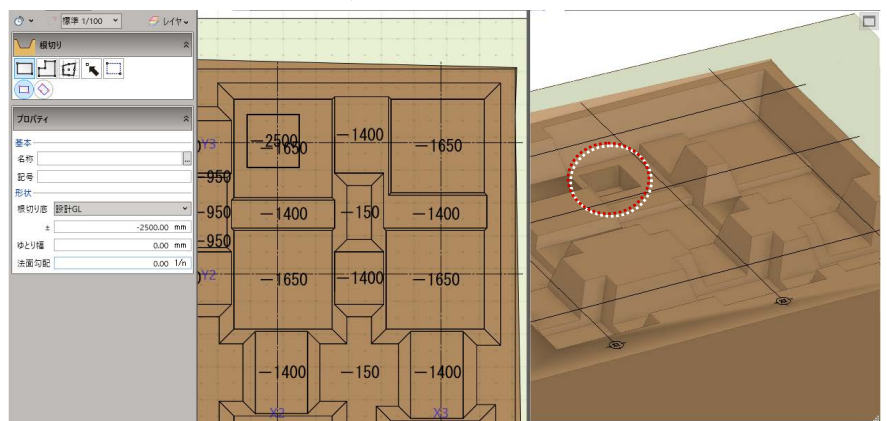 標準 1/100
レイヤ
根切り
プロパティ
基本
名称
...
記号
形状
根切り底 設計GL
± -2500.00 mm
ゆとり幅 0.00 mm
法面勾配 0.00 1/n
-2500
-1650
-1400
-1650
Y3
-950
-950
-1400
-150
-1400
-950
Y2
-1650
-1400
-1650
-1400
-150
-1400
X2
X3